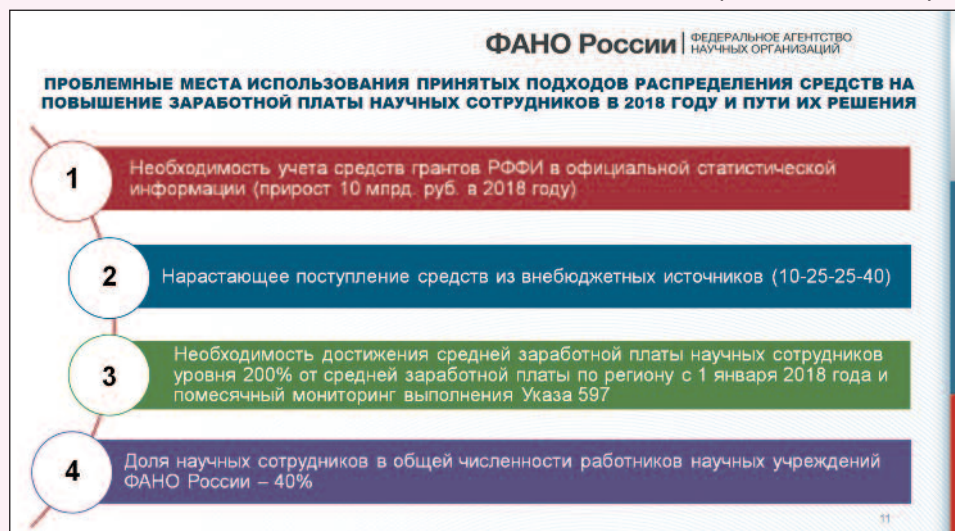 ФАНО России
ФЕДЕРАЛЬНОЕ АГЕНТСТВО
НАУЧНЫХ ОРГАНИЗАЦИЙ
ПРОБЛЕМНЫЕ МЕСТА ИСПОЛЬЗОВАНИЯ ПРИНЯТЫХ ПОДХОДОВ РАСПРЕДЕЛЕНИЯ СРЕДСТВ НА
ПОВЫШЕНИЕ ЗАРАБОТНОЙ ПЛАТЫ НАУЧНЫХ СОТРУДНИКОВ В 2018 ГОДУ И ПУТИ ИХ РЕШЕНИЯ
1
Необходимость учета средств грантов РФФИ в официальной статистической
информации (прирост 10 млрд. руб. в 2018 году)
2
Нарастающее поступление средств из внебюджетных источников (10-25-25-40)
3
Необходимость достижения средней заработной платы научных сотрудников
уровня 200% от средней заработной платы по региону с 1 января 2018 года и
помесячный мониторинг выполнения Указа 597
4
Доля научных сотрудников в общей численности работников научных учреждений
ФАНО России – 40%
11